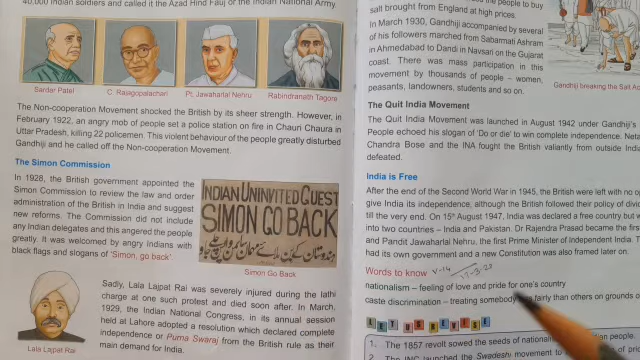 40,000 Indian soldiers and called it the Azad Hind Fauj or the Indian National Army.
Sardar Patel
C. Rajagopalachari
Pt. Jawaharlal Nehru
Rabindranath Tagore
The Non-cooperation Movement shocked the British by its sheer strength. However, in
February 1922, an angry mob of people set a police station on fire in Chauri Chaura in
Uttar Pradesh, killing 22 policemen. This violent behaviour of the people greatly disturbed
Gandhiji and he called off the Non-cooperation Movement.
The Simon Commission
In 1928, the British government appointed the
Simon Commission to review the law and order
administration of the British in India and suggest
new reforms. The Commission did not include
any Indian delegates and this angered the people
greatly. It was welcomed by angry Indians with
black flags and slogans of 'Simon, go back'.
INDIAN UNINVITED GUEST
SIMON GO BACK
Simon Go Back
Sadly, Lala Lajpat Rai was severely injured during the lathi
charge at one such protest and died soon after. In March,
1929, the Indian National Congress, in its annual session
held at Lahore adopted a resolution which declared complete
independence or Purna Swaraj from the British rule as their
main demand for India.
Lala Lajpat Rai
the people to buy
salt brought from England at high prices.
In March 1930, Gandhiji accompanied by several
of his followers marched from Sabarmati Ashram
in Ahmedabad to Dandi in Navsari on the Gujarat
coast. There was mass participation in this
movement by thousands of people – women,
peasants, landowners, students and so on.
Gandhiji breaking the Salt
The Quit India Movement
The Quit India Movement was launched in August 1942 under Gandhiji's
People echoed his slogan of 'Do or die' to win complete independence.
Chandra Bose and the INA fought the British valiantly from outside
defeated.
India is Free
After the end of the Second World War in 1945, the British were left with no
give India its independence, although the British followed their policy of
till the very end. On 15th August 1947, India was declared a free country but
into two countries – India and Pakistan. Dr Rajendra Prasad became the first
and Pandit Jawaharlal Nehru, the first Prime Minister of independent India.
had its own government and a new Constitution was also framed later on.
Words to know
nationalism – feeling of love and pride for one's country
caste discrimination – treating somebody fairly than others on grounds
LET US REVISE
1. The 1857 revolt sowed the seeds of
2. The INC launched the Swadeshi